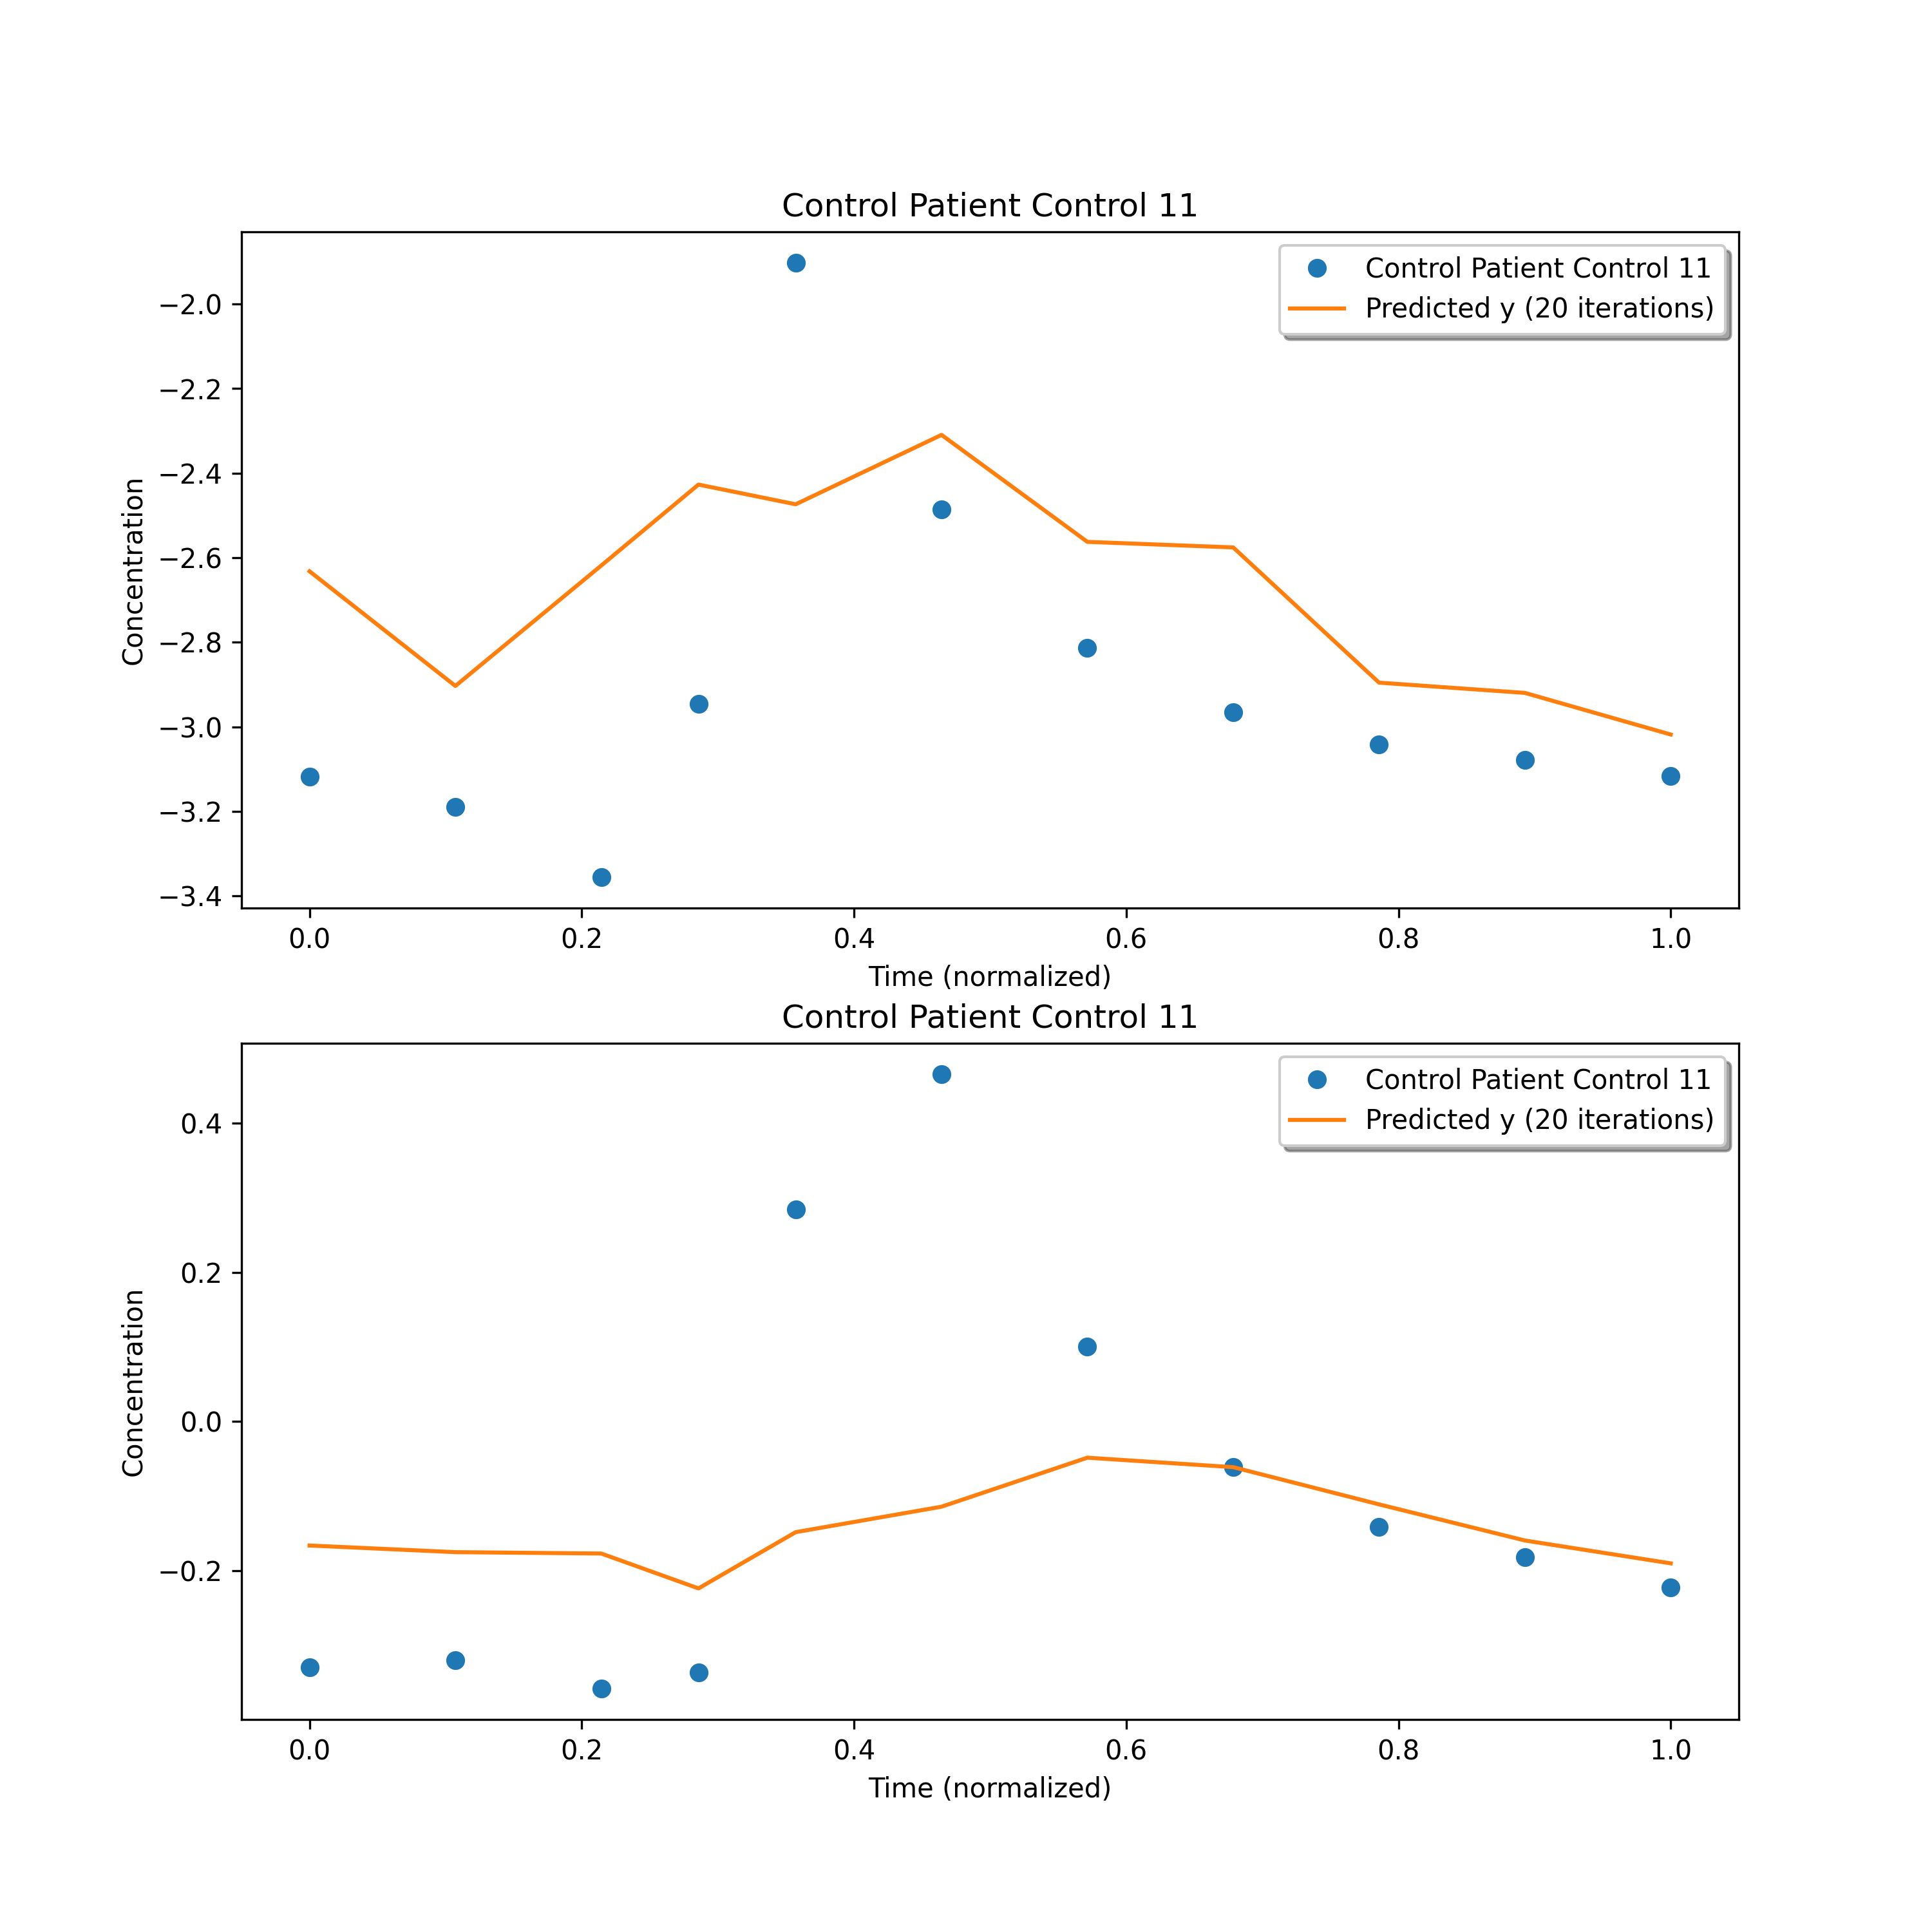 Control Patient Control 11
Control Patient Control 11
Predicted y (20 iterations)
Concentration
−2.0
−2.2
−2.4
−2.6
−2.8
−3.0
−3.2
−3.4
0.0 0.2 0.4 0.6 0.8 1.0
Time (normalized)
Control Patient Control 11
Control Patient Control 11
Predicted y (20 iterations)
Concentration
0.4
0.2
0.0
−0.2
0.0 0.2 0.4 0.6 0.8 1.0
Time (normalized)